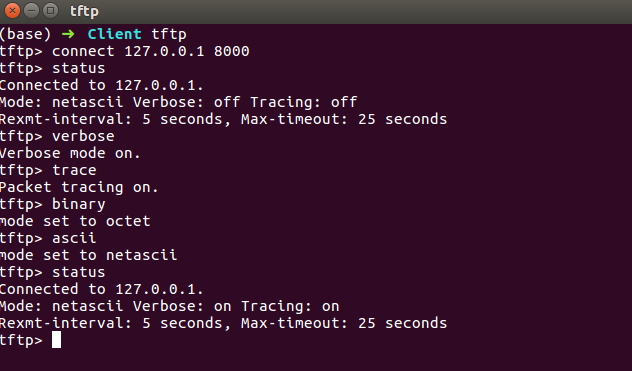 tftp
(base) ➜ Client tftp
tftp> connect 127.0.0.1 8000
tftp> status
Connected to 127.0.0.1.
Mode: netascii Verbose: off Tracing: off
Rexmt-interval: 5 seconds, Max-timeout: 25 seconds
tftp> verbose
Verbose mode on.
tftp> trace
Packet tracing on.
tftp> binary
mode set to octet
tftp> ascii
mode set to netascii
tftp> status
Connected to 127.0.0.1.
Mode: netascii Verbose: on Tracing: on
Rexmt-interval: 5 seconds, Max-timeout: 25 seconds
tftp>